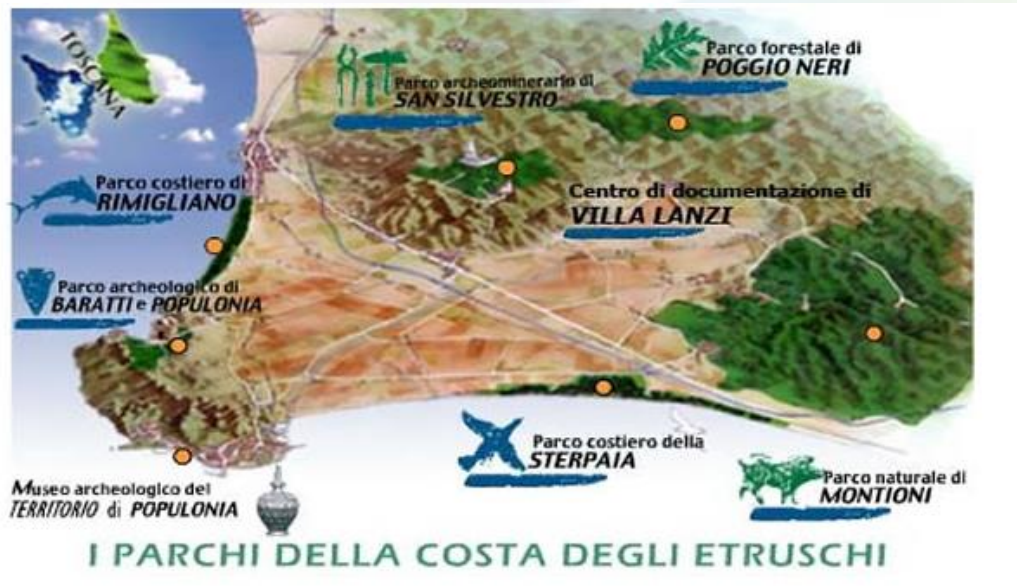 TOSCANA
Parco archeominerario di
SAN SILVESTRO
Parco forestale di
POGGIO NERI
Parco costiero di
RIMIGLIANO
Centro di documentazione di
VILLA LANZI
Parco archeologico di
BARATTI e POPULONIA
Parco costiero della
STERPAIA
Parco naturale di
MONTIONI
Museo archeologico del
TERRITORIO di POPULONIA
I PARCHI DELLA COSTA DEGLI ETRUSCHI